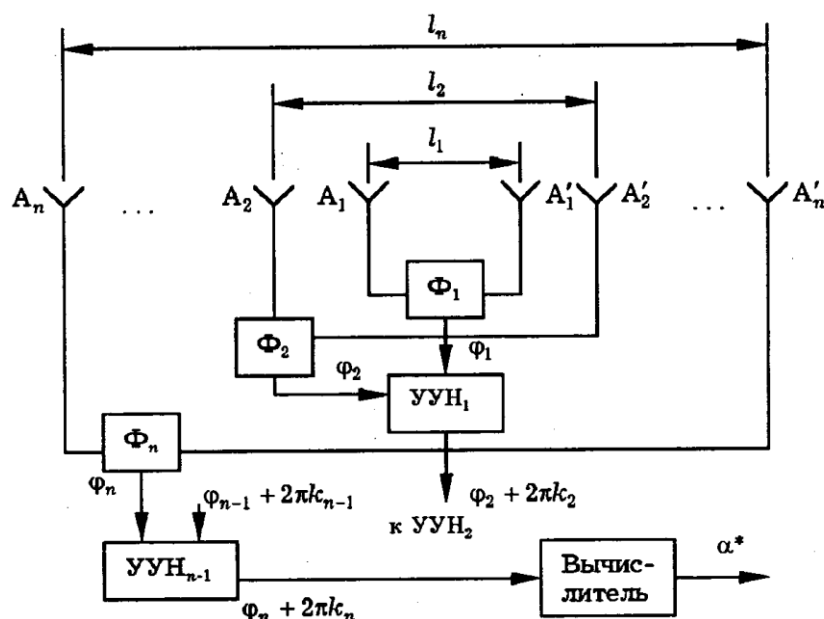 lₙ
l₂
l₁
Aₙ ... A₂ A₁ A′₁ A′₂ ... A′ₙ
Φ₁
Φ₂
φ₁
φ₂
УУН₁
Φₙ
φₙ
φₙ₋₁ + 2πkₙ₋₁
φ₂ + 2πk₂
к УУН₂
УУНₙ₋₁
φₙ + 2πkₙ
Вычис-
литель
α*